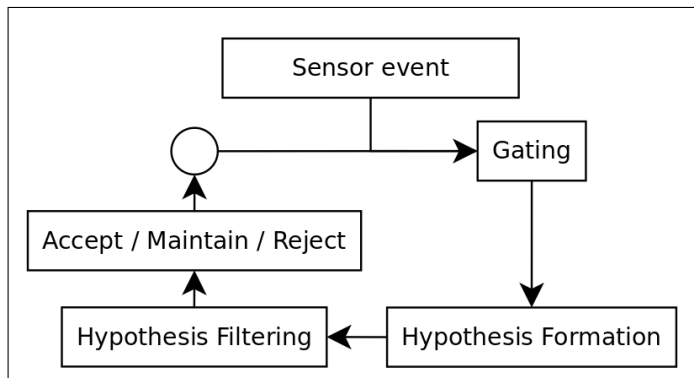 Sensor event
Gating
Accept / Maintain / Reject
Hypothesis Filtering
Hypothesis Formation